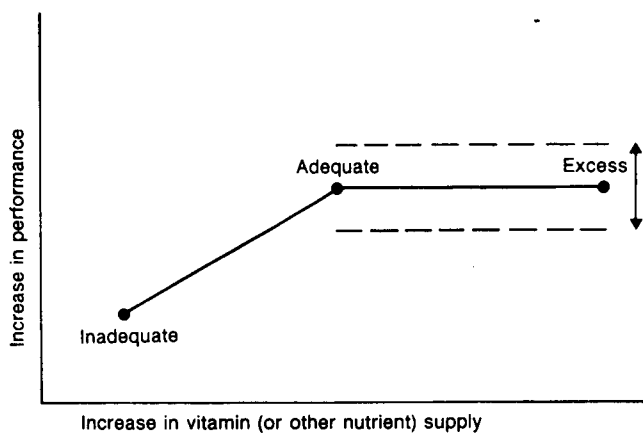 Increase in performance
Adequate
Excess
Inadequate
Increase in vitamin (or other nutrient) supply